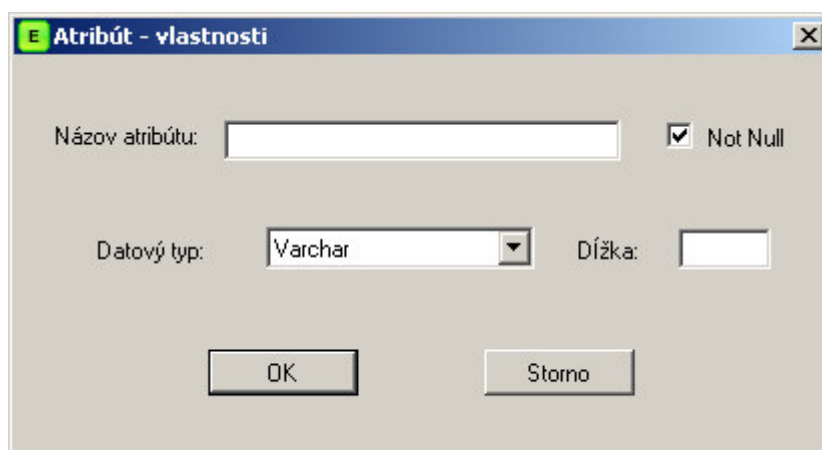 E Atribút - vlastnosti
Názov atribútu: Not Null
Datový typ: Varchar Dĺžka:
OK Storno